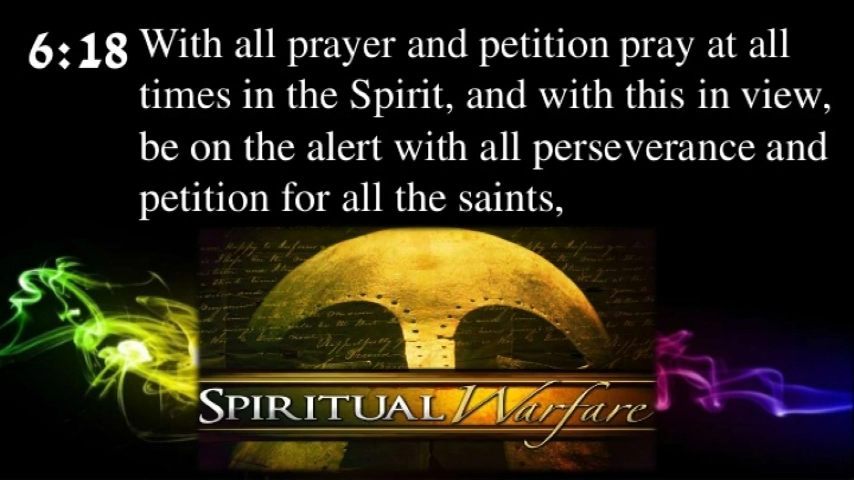 6:18 With all prayer and petition pray at all
times in the Spirit, and with this in view,
be on the alert with all perseverance and
petition for all the saints,
SPIRITUAL Warfare